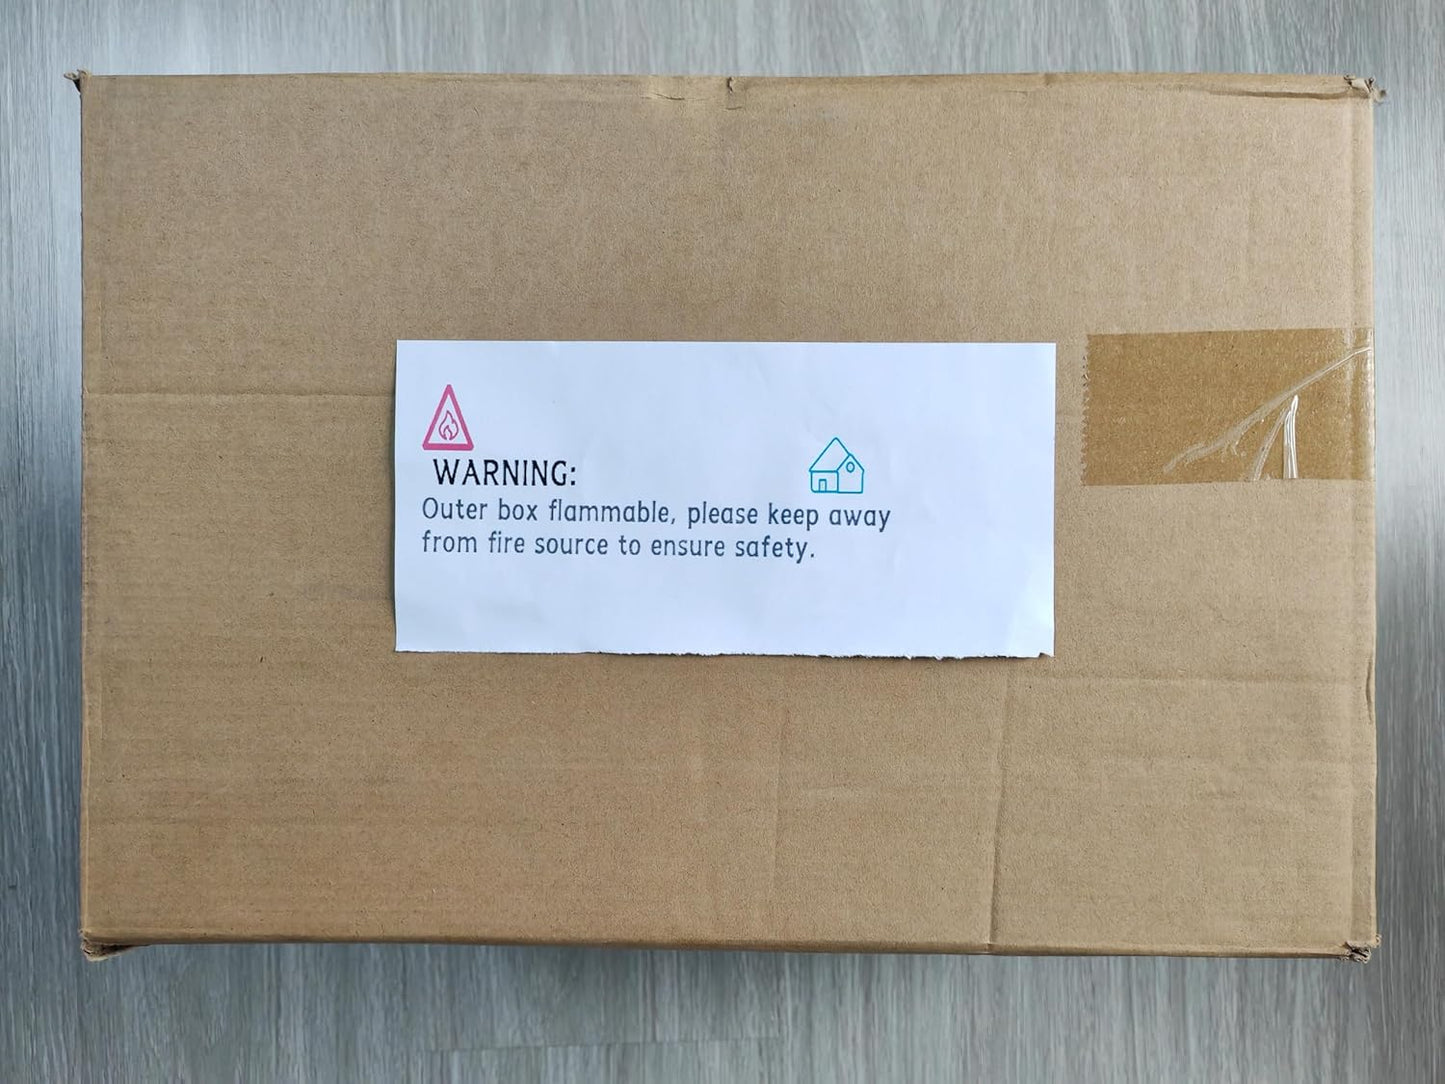 WARNING:
Outer box flammable, please keep away
from fire source to ensure safety.